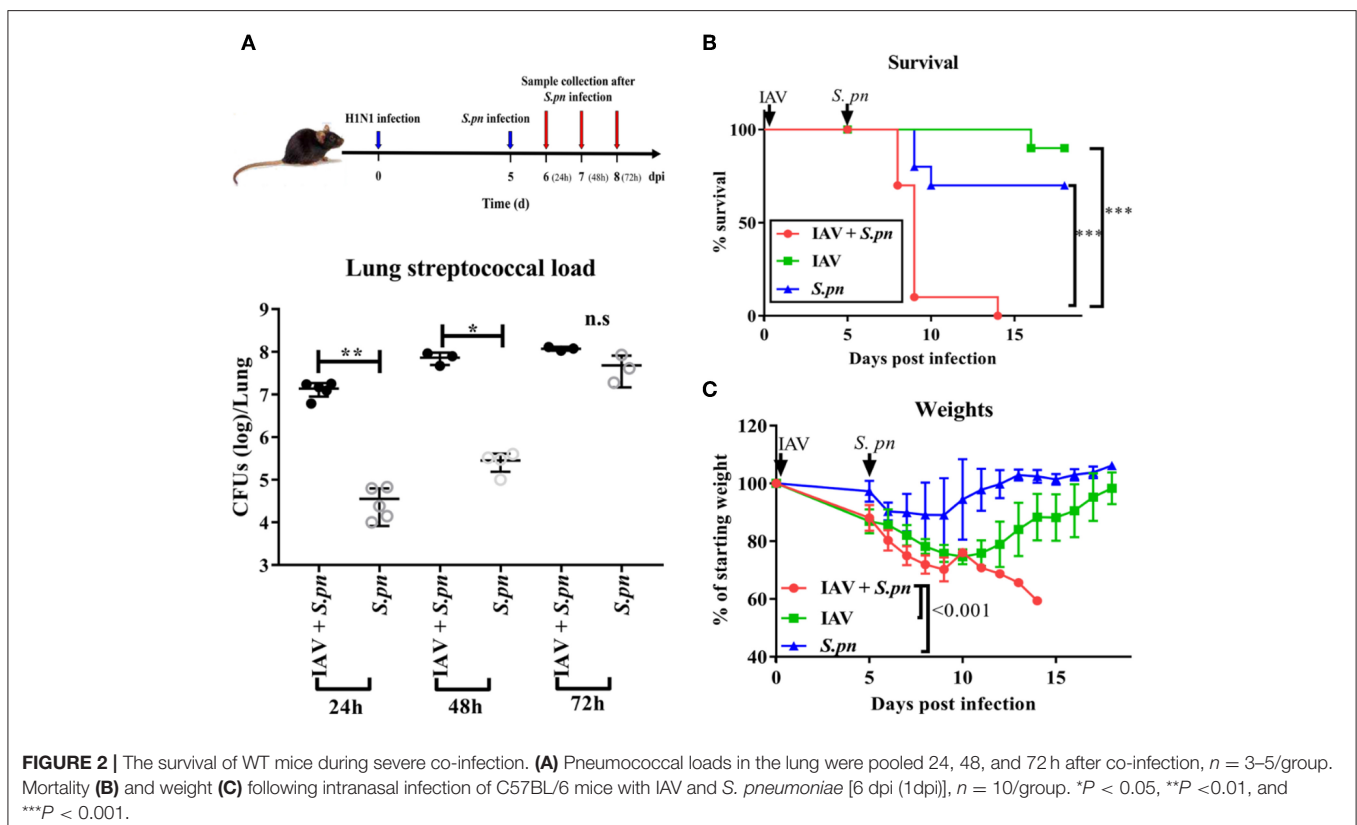 A
Sample collection after
S.pn infection
H1N1 infection
S.pn infection
0
5
6 (24h)
7 (48h)
8 (72h)
dpi
Time (d)
Lung streptococcal load
CFUs (log)/Lung
9
8
7
6
5
4
3
**
*
n.s
IAV + S.pn
S.pn
IAV + S.pn
S.pn
IAV + S.pn
S.pn
24h
48h
72h
B
Survival
IAV
S. pn
% survival
100
50
0
IAV + S.pn
IAV
S.pn
***
***
0
5
10
15
Days post infection
C
Weights
IAV
S. pn
% of starting weight
120
100
80
60
40
IAV + S.pn
IAV
S.pn
<0.001
0
5
10
15
Days post infection
FIGURE 2 | The survival of WT mice during severe co-infection. (A) Pneumococcal loads in the lung were pooled 24, 48, and 72 h after co-infection, n = 3–5/group.
Mortality (B) and weight (C) following intranasal infection of C57BL/6 mice with IAV and S. pneumoniae [6 dpi (1dpi)], n = 10/group. *P < 0.05, **P <0.01, and
***P < 0.001.